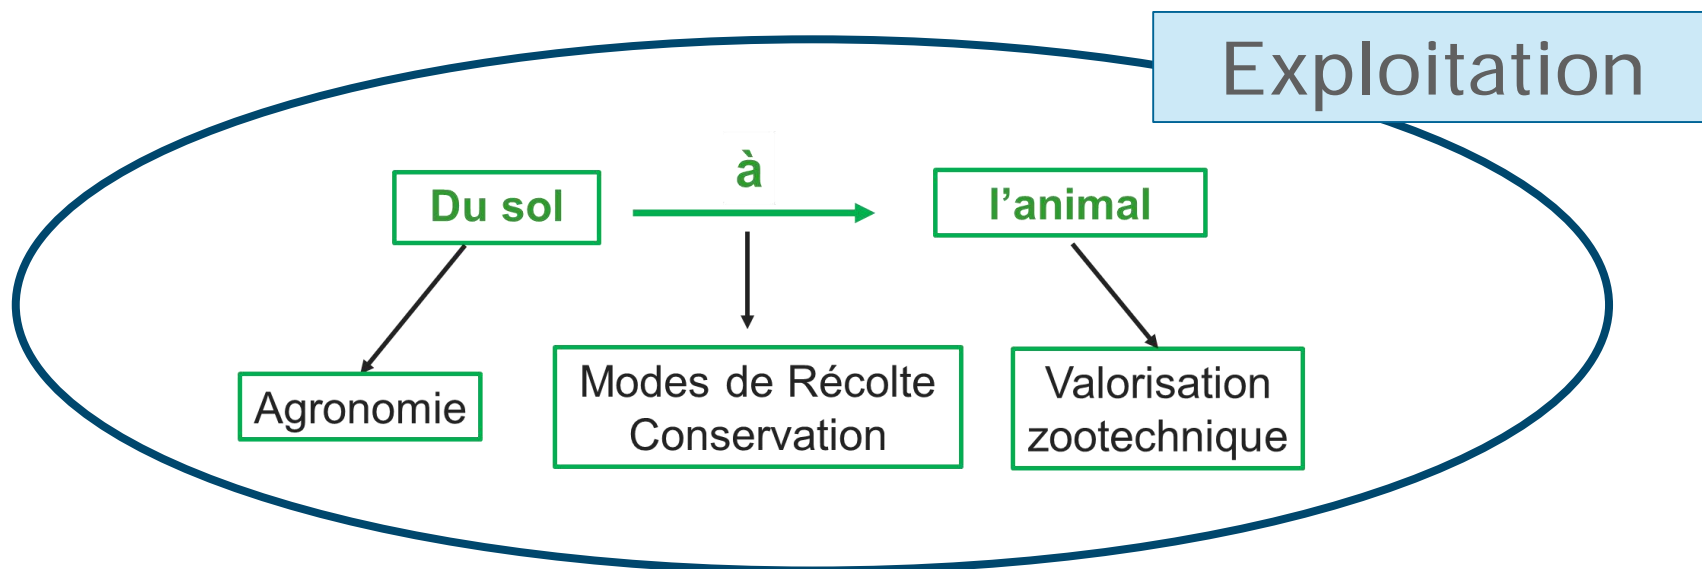 Exploitation
Du sol
à
l’animal
Agronomie
Modes de Récolte
Conservation
Valorisation
zootechnique